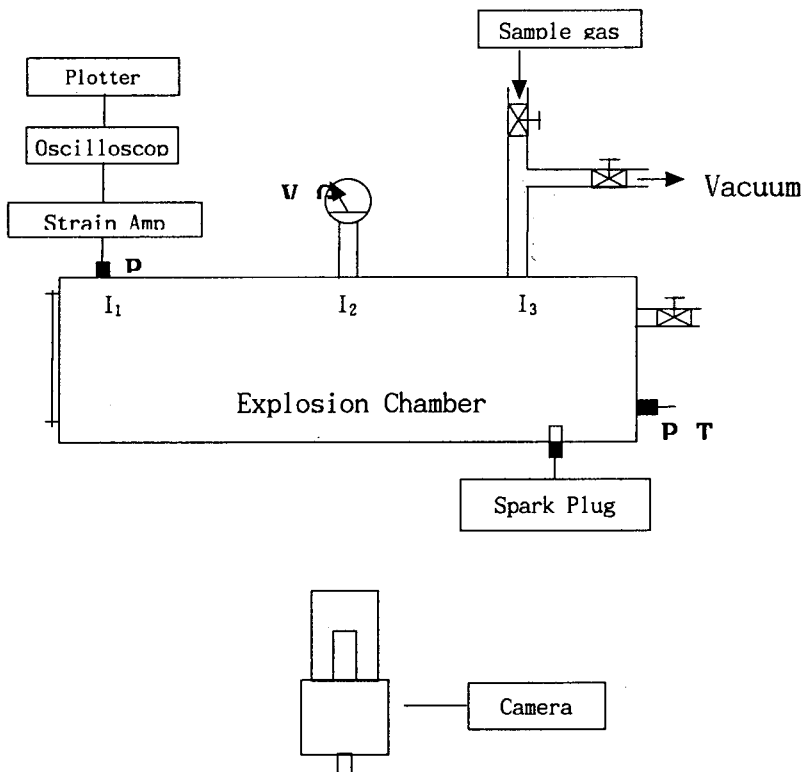 Sample gas
Plotter
Oscilloscop
Vacuum
Strain Amp
P
I₁ I₂ I₃
Explosion Chamber
P T
Spark Plug
Camera